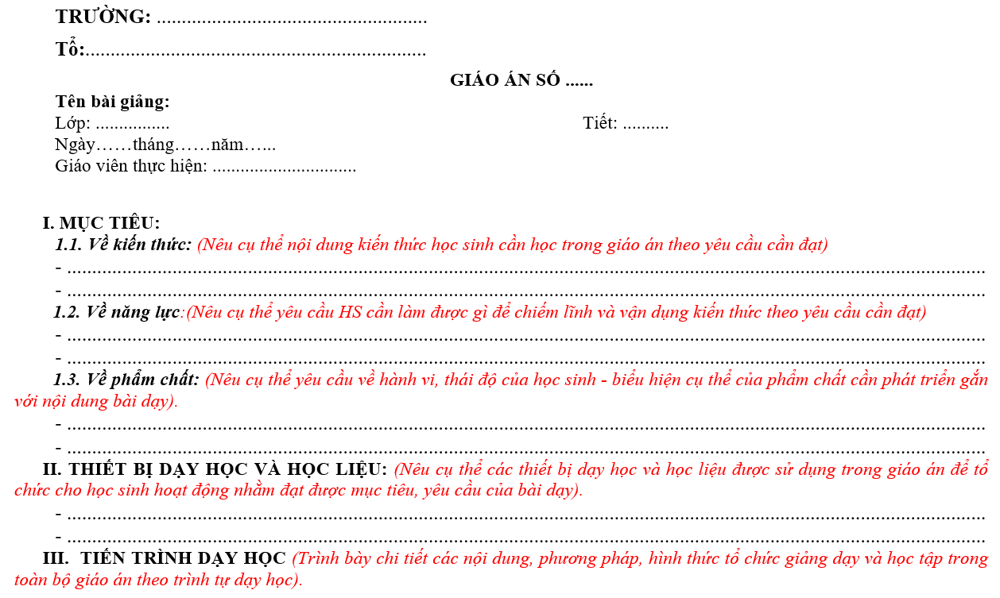 TRƯỜNG: ......................................................
Tổ:....................................................................
GIÁO ÁN SỐ ......
Tên bài giảng:
Lớp: ................ Tiết: ..........
Ngày……tháng……năm…...
Giáo viên thực hiện: ...............................
I. MỤC TIÊU:
1.1. Về kiến thức: (Nêu cụ thể nội dung kiến thức học sinh cần học trong giáo án theo yêu cầu cần đạt)
- ....................................................................................................
- ....................................................................................................
1.2. Về năng lực:(Nêu cụ thể yêu cầu HS cần làm được gì để chiếm lĩnh và vận dụng kiến thức theo yêu cầu cần đạt)
- ....................................................................................................
- ....................................................................................................
1.3. Về phẩm chất: (Nêu cụ thể yêu cầu về hành vi, thái độ của học sinh - biểu hiện cụ thể của phẩm chất cần phát triển gắn
với nội dung bài dạy).
- ....................................................................................................
- ....................................................................................................
II. THIẾT BỊ DẠY HỌC VÀ HỌC LIỆU: (Nêu cụ thể các thiết bị dạy học và học liệu được sử dụng trong giáo án để tổ
chức cho học sinh hoạt động nhằm đạt được mục tiêu, yêu cầu của bài dạy).
- ....................................................................................................
- ....................................................................................................
III. TIẾN TRÌNH DẠY HỌC (Trình bày chi tiết các nội dung, phương pháp, hình thức tổ chức giảng dạy và học tập trong
toàn bộ giáo án theo trình tự dạy học).